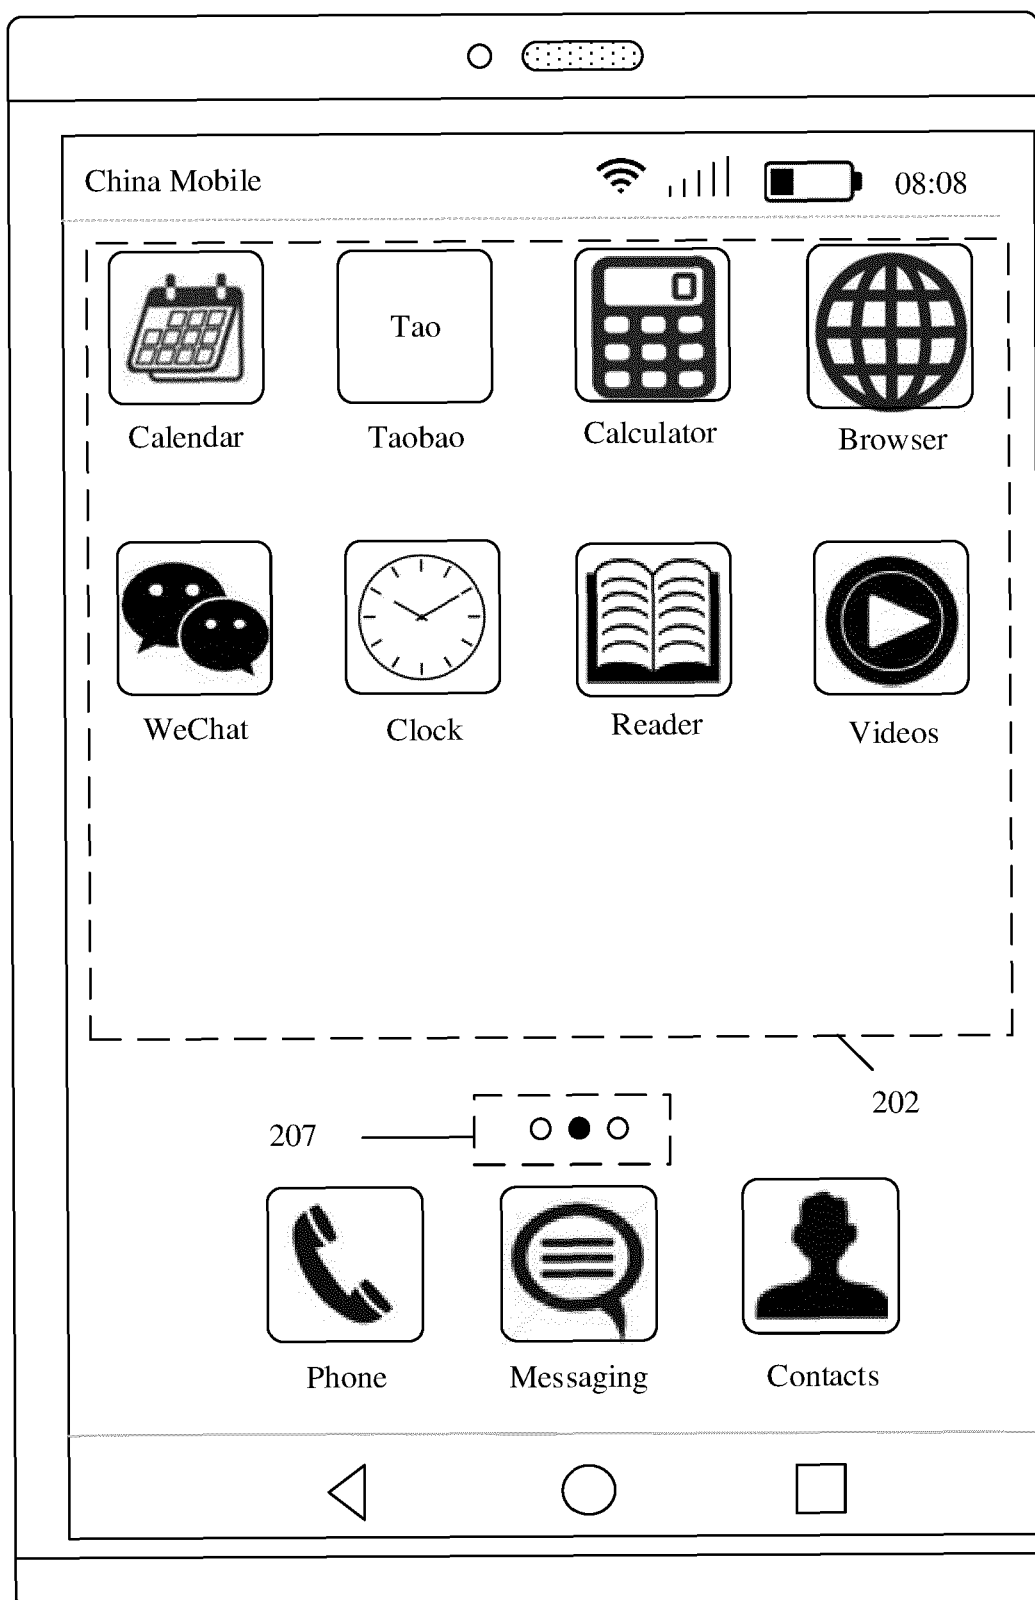 China Mobile 08:08
Tao
Calendar Taobao Calculator Browser
WeChat Clock Reader Videos
202
207
Phone Messaging Contacts